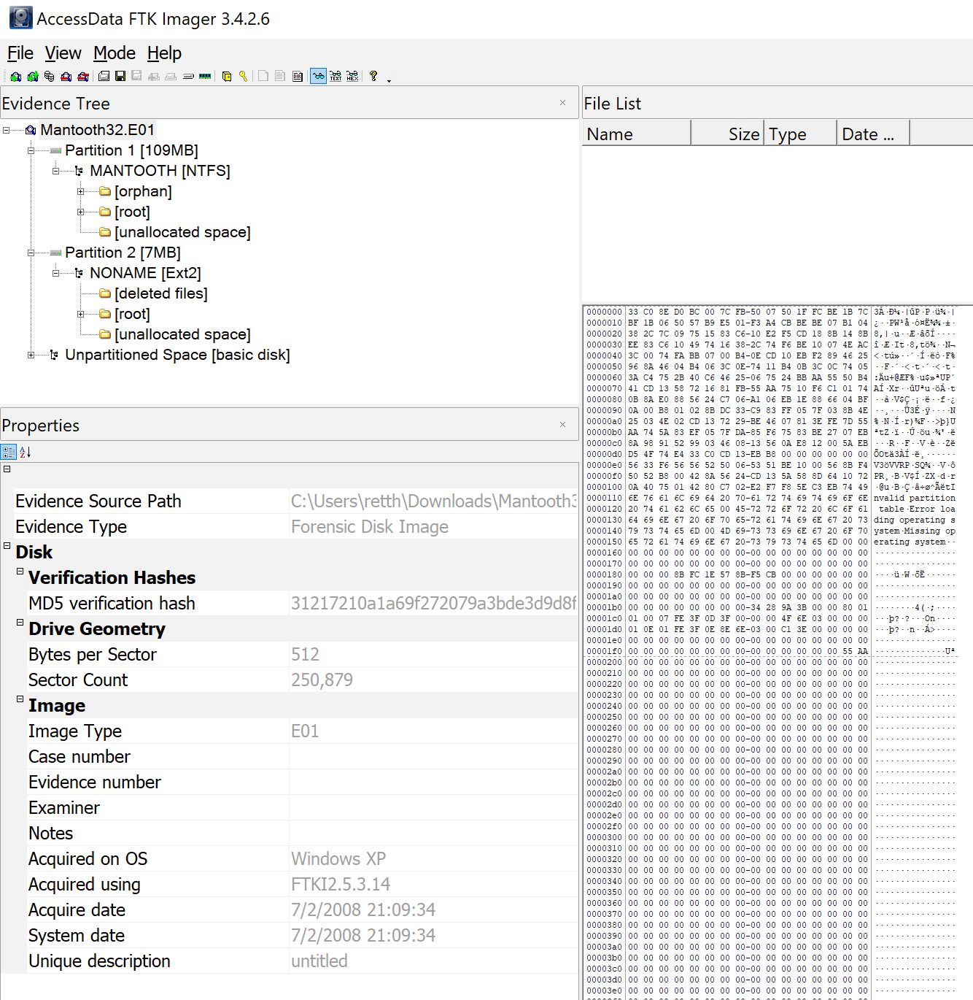 AccessData FTK Imager 3.4.2.6
File View Mode Help
Evidence Tree
Mantooth32.E01
Partition 1 [109MB]
MANTOOTH [NTFS]
[orphan]
[root]
[unallocated space]
Partition 2 [7MB]
NONAME [Ext2]
[deleted files]
[root]
[unallocated space]
Unpartitioned Space [basic disk]
Properties
Evidence Source Path C:\Users\retth\Downloads\Mantooth3
Evidence Type Forensic Disk Image
Disk
Verification Hashes
MD5 verification hash 31217210a1a69f272079a3bde3d9d8f
Drive Geometry
Bytes per Sector 512
Sector Count 250,879
Image
Image Type E01
Case number
Evidence number
Examiner
Notes
Acquired on OS Windows XP
Acquired using FTKI2.5.3.14
Acquire date 7/2/2008 21:09:34
System date 7/2/2008 21:09:34
Unique description untitled
File List
Name Size Type Date ...
0000000 33 C0 8E D0 BC 00 7C FB-50 07 50 1F FC BE 1B 7C
0000010 BF 1B 06 50 57 B9 E5 01-F3 A4 CB BE BE 07 B1 04
0000020 38 2C 7C 09 75 15 83 C6-10 E2 F5 CD 18 8B 14 8B
0000030 EE 83 C6 10 49 74 16 38-2C 74 F6 BE 10 07 4E AC
0000040 3C 00 74 FA BB 07 00 B4-0E CD 10 EB F2 89 46 25
0000050 96 8A 46 04 B4 06 3C 0E-74 11 B4 0B 3C 0C 74 05
0000060 3A C4 75 2B 40 C6 46 25-06 75 24 BB AA 55 50 B4
0000070 41 CD 13 58 72 16 81 FB-55 AA 75 10 F6 C1 01 74
0000080 0B 8A E0 88 56 24 C7 06-A1 06 EB 1E 88 66 04 BF
0000090 0A 00 B8 01 02 8B DC 33-C9 83 FF 05 7F 03 8B 4E
00000a0 25 03 4E 02 CD 13 72 29-BE 46 07 81 3E FE 7D 55
00000b0 AA 74 5A 83 EF 05 7F DA-85 F6 75 83 BE 27 07 EB
00000c0 8A 98 91 52 99 03 46 08-13 56 0A E8 12 00 5A EB
00000d0 D5 4F 74 E4 33 C0 CD 13-EB B8 00 00 00 00 00 00
00000e0 56 33 F6 56 56 52 50 06-53 51 BE 10 00 56 8B F4
00000f0 50 52 B8 00 42 8A 56 24-CD 13 5A 58 8D 64 10 72
0000100 0A 40 75 01 42 80 C7 02-E2 F7 F8 5E C3 EB 74 49
0000110 6E 76 61 6C 69 64 20 70-61 72 74 69 74 69 6F 6E nvalid partition
0000120 20 74 61 62 6C 65 00 45-72 72 6F 72 20 6C 6F 61 table·Error loa
0000130 64 69 6E 67 20 6F 70 65-72 61 74 69 6E 67 20 73 ding operating s
0000140 79 73 74 65 6D 00 4D 69-73 73 69 6E 67 20 6F 70 ystem·Missing op
0000150 65 72 61 74 69 6E 67 20-73 79 73 74 65 6D 00 00 erating system··
0000160 00 00 00 00 00 00 00 00-00 00 00 00 00 00 00 00
0000170 00 00 00 00 00 00 00 00-00 00 00 00 00 00 00 00
0000180 00 00 00 8B FC 1E 57 8B-F5 CB 00 00 00 00 00 00
0000190 00 00 00 00 00 00 00 00-00 00 00 00 00 00 00 00
00001a0 00 00 00 00 00 00 00 00-00 00 00 00 00 00 00 00
00001b0 00 00 00 00 00 00 00 00-34 28 9A 3B 00 00 80 01
00001c0 01 00 07 FE 3F 0D 3F 00-00 00 4F 6E 03 00 00 00
00001d0 01 0E 01 FE 3F 0E 8E 6E-03 00 C1 3E 00 00 00 00
00001e0 00 00 00 00 00 00 00 00-00 00 00 00 00 00 00 00
00001f0 00 00 00 00 00 00 00 00-00 00 00 00 00 00 55 AA
0000200 00 00 00 00 00 00 00 00-00 00 00 00 00 00 00 00
0000210 00 00 00 00 00 00 00 00-00 00 00 00 00 00 00 00
0000220 00 00 00 00 00 00 00 00-00 00 00 00 00 00 00 00
0000230 00 00 00 00 00 00 00 00-00 00 00 00 00 00 00 00
0000240 00 00 00 00 00 00 00 00-00 00 00 00 00 00 00 00
0000250 00 00 00 00 00 00 00 00-00 00 00 00 00 00 00 00
0000260 00 00 00 00 00 00 00 00-00 00 00 00 00 00 00 00
0000270 00 00 00 00 00 00 00 00-00 00 00 00 00 00 00 00
0000280 00 00 00 00 00 00 00 00-00 00 00 00 00 00 00 00
0000290 00 00 00 00 00 00 00 00-00 00 00 00 00 00 00 00
00002a0 00 00 00 00 00 00 00 00-00 00 00 00 00 00 00 00
00002b0 00 00 00 00 00 00 00 00-00 00 00 00 00 00 00 00
00002c0 00 00 00 00 00 00 00 00-00 00 00 00 00 00 00 00
00002d0 00 00 00 00 00 00 00 00-00 00 00 00 00 00 00 00
00002e0 00 00 00 00 00 00 00 00-00 00 00 00 00 00 00 00
00002f0 00 00 00 00 00 00 00 00-00 00 00 00 00 00 00 00
0000300 00 00 00 00 00 00 00 00-00 00 00 00 00 00 00 00
0000310 00 00 00 00 00 00 00 00-00 00 00 00 00 00 00 00
0000320 00 00 00 00 00 00 00 00-00 00 00 00 00 00 00 00
0000330 00 00 00 00 00 00 00 00-00 00 00 00 00 00 00 00
0000340 00 00 00 00 00 00 00 00-00 00 00 00 00 00 00 00
0000350 00 00 00 00 00 00 00 00-00 00 00 00 00 00 00 00
0000360 00 00 00 00 00 00 00 00-00 00 00 00 00 00 00 00
0000370 00 00 00 00 00 00 00 00-00 00 00 00 00 00 00 00
0000380 00 00 00 00 00 00 00 00-00 00 00 00 00 00 00 00
0000390 00 00 00 00 00 00 00 00-00 00 00 00 00 00 00 00
00003a0 00 00 00 00 00 00 00 00-00 00 00 00 00 00 00 00
00003b0 00 00 00 00 00 00 00 00-00 00 00 00 00 00 00 00
00003c0 00 00 00 00 00 00 00 00-00 00 00 00 00 00 00 00
00003d0 00 00 00 00 00 00 00 00-00 00 00 00 00 00 00 00
00003e0 00 00 00 00 00 00 00 00-00 00 00 00 00 00 00 00